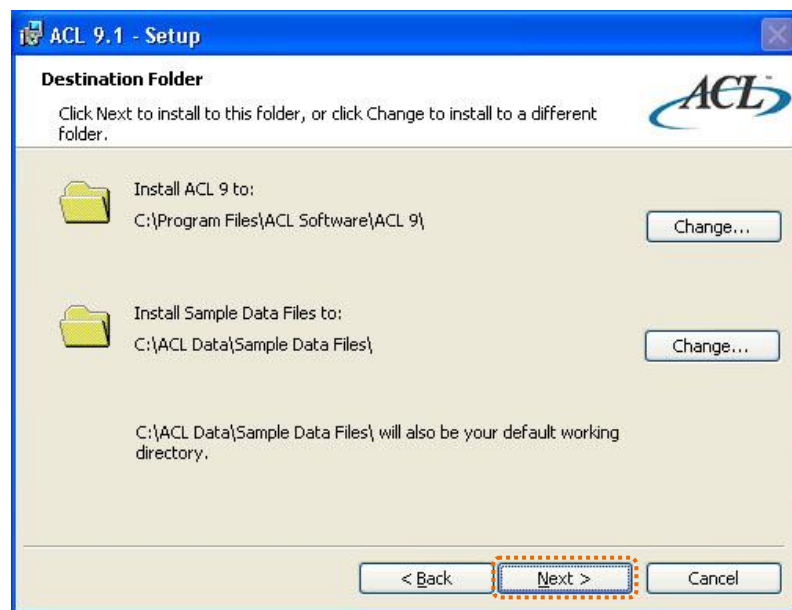 ACL 9.1 - Setup
Destination Folder
Click Next to install to this folder, or click Change to install to a different
folder.
ACL
Install ACL 9 to:
C:\Program Files\ACL Software\ACL 9\
Change...
Install Sample Data Files to:
C:\ACL Data\Sample Data Files\
Change...
C:\ACL Data\Sample Data Files\ will also be your default working
directory.
< Back
Next >
Cancel